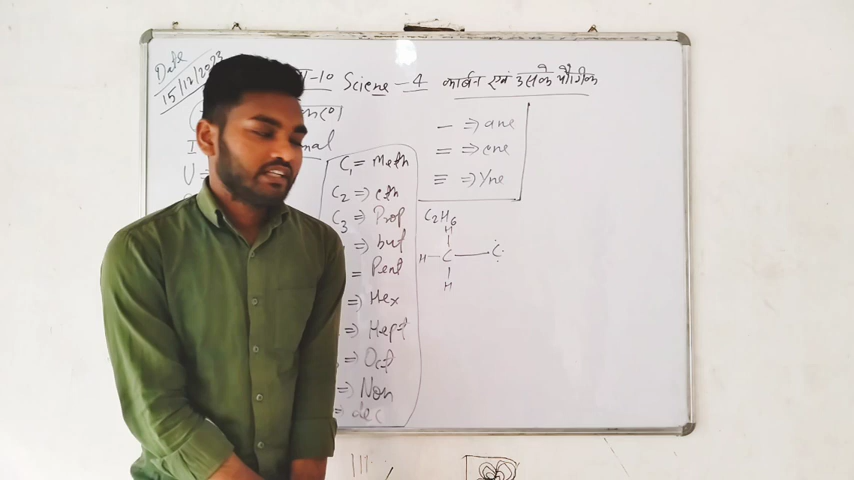 Date
15/12/2023
-10 Sciene-4 कार्बन एवं उसके यौगिक
I
U
nal
C₁ = Meth
C₂ => eth
C₃ => Prop
=> but
= Pent
=> Hex
=> Hept
=> Oct
=> Non
=> dec
— => ane
= => ene
≡ => Yne
C₂H₆
H
H—C—C
H